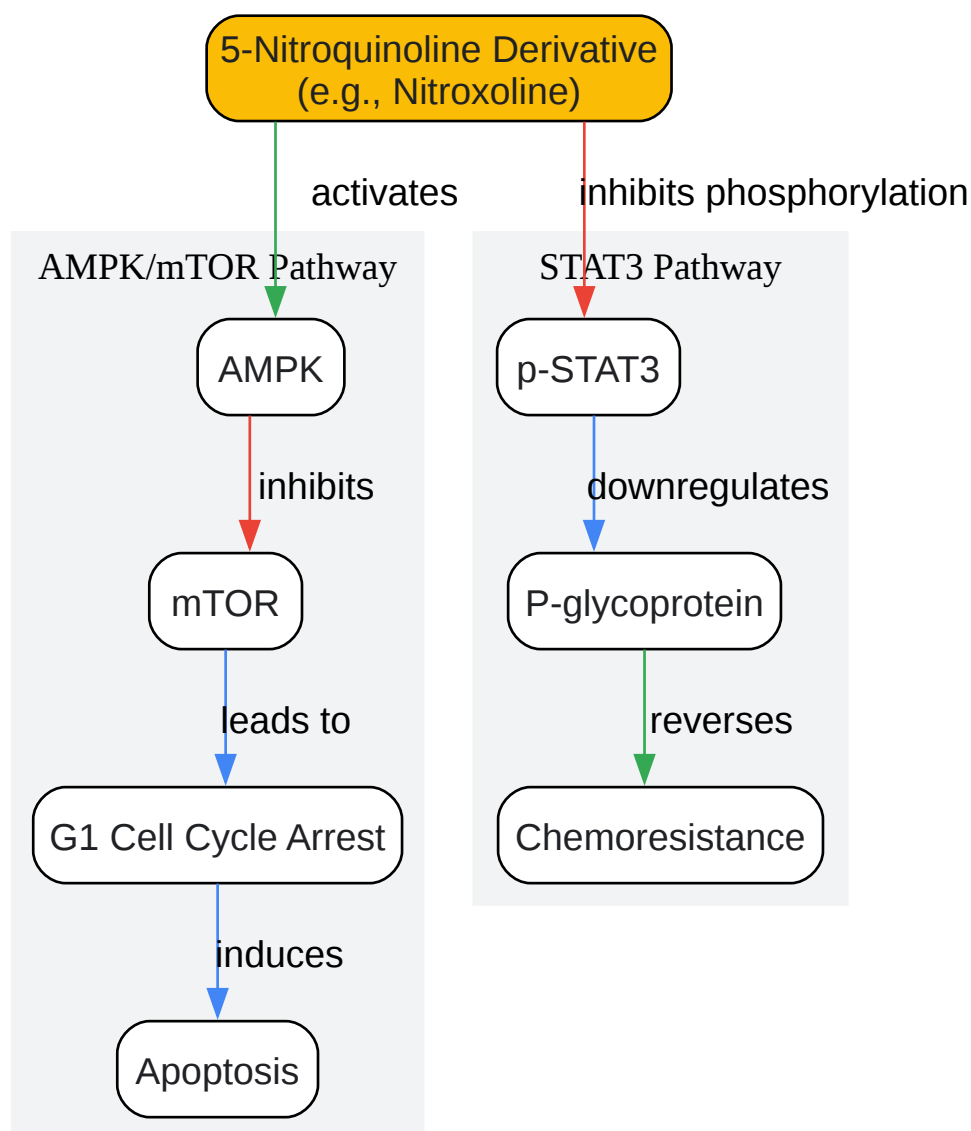 5-Nitroquinoline Derivative
(e.g., Nitroxoline)
activates
inhibits phosphorylation
AMPK/mTOR Pathway
STAT3 Pathway
AMPK
p-STAT3
inhibits
downregulates
mTOR
P-glycoprotein
leads to
reverses
G1 Cell Cycle Arrest
Chemoresistance
induces
Apoptosis